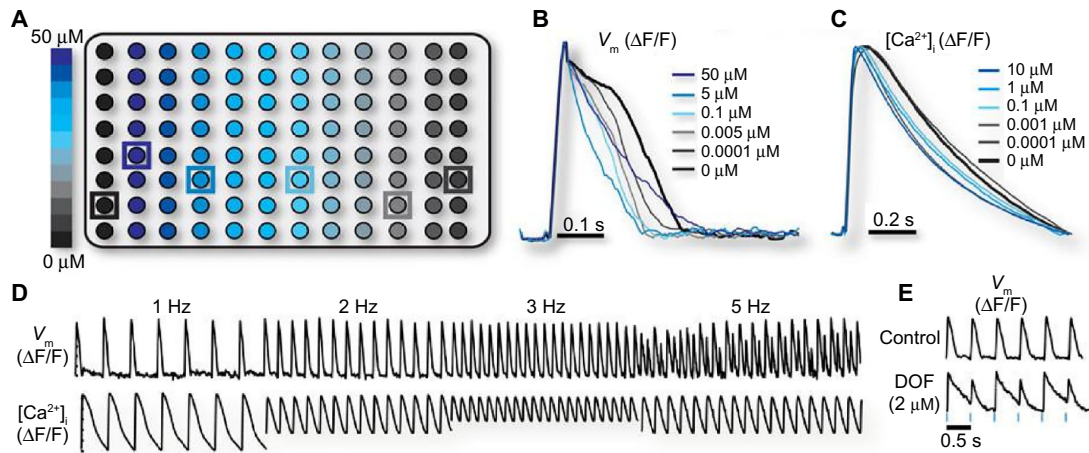 A
50 μM
0 μM
B
Vm (ΔF/F)
50 μM
5 μM
0.1 μM
0.005 μM
0.0001 μM
0 μM
0.1 s
C
[Ca2+]i (ΔF/F)
10 μM
1 μM
0.1 μM
0.001 μM
0.0001 μM
0 μM
0.2 s
D
1 Hz 2 Hz 3 Hz 5 Hz
Vm
(ΔF/F)
[Ca2+]i
(ΔF/F)
E
Vm
(ΔF/F)
Control
DOF
(2 μM)
0.5 s